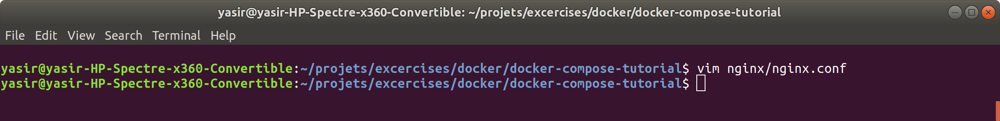 yasir@yasir-HP-Spectre-x360-Convertible: ~/projets/excercises/docker/docker-compose-tutorial
File Edit View Search Terminal Help
yasir@yasir-HP-Spectre-x360-Convertible:~/projets/excercises/docker/docker-compose-tutorial$ vim nginx/nginx.conf
yasir@yasir-HP-Spectre-x360-Convertible:~/projets/excercises/docker/docker-compose-tutorial$